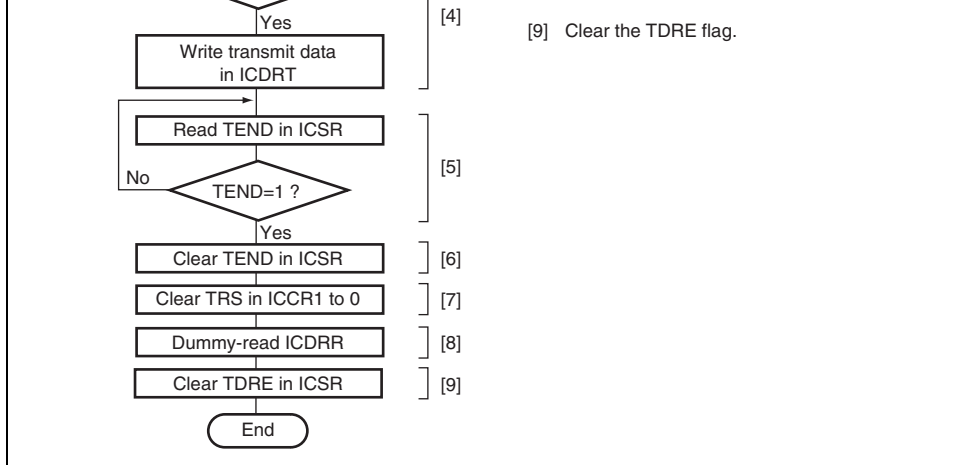 Yes
[4]
[9] Clear the TDRE flag.
Write transmit data
in ICDRT
Read TEND in ICSR
[5]
No
TEND=1 ?
Yes
Clear TEND in ICSR
[6]
Clear TRS in ICCR1 to 0
[7]
Dummy-read ICDRR
[8]
Clear TDRE in ICSR
[9]
End